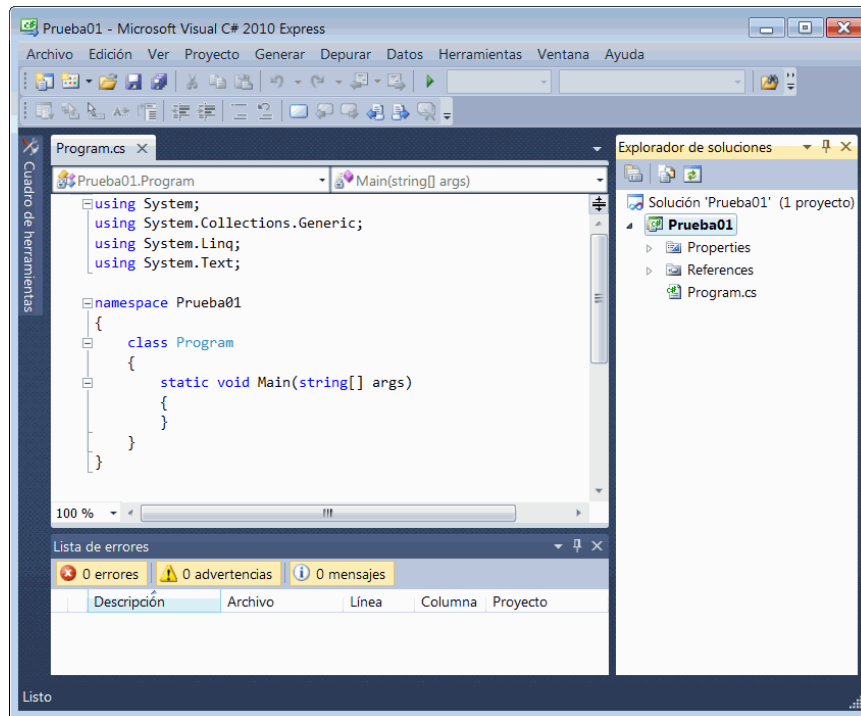 Prueba01 - Microsoft Visual C# 2010 Express
Archivo Edición Ver Proyecto Generar Depurar Datos Herramientas Ventana Ayuda
Cuadro de herramientas
Program.cs
Prueba01.Program Main(string[] args)
using System;
using System.Collections.Generic;
using System.Linq;
using System.Text;
namespace Prueba01
{
class Program
{
static void Main(string[] args)
{
}
}
}
100 %
Lista de errores
0 errores 0 advertencias 0 mensajes
Descripción Archivo Línea Columna Proyecto
Explorador de soluciones
Solución 'Prueba01' (1 proyecto)
Prueba01
Properties
References
Program.cs
Listo